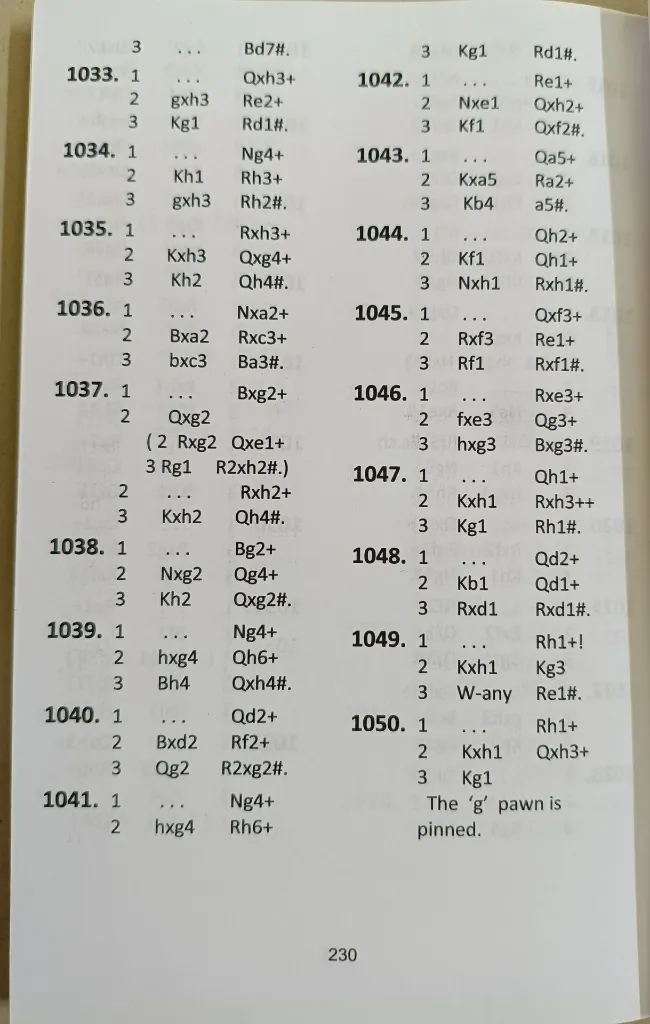 3 ... Bd7#.
1033. 1 ... Qxh3+
2 gxh3 Re2+
3 Kg1 Rd1#.
1034. 1 ... Ng4+
2 Kh1 Rh3+
3 gxh3 Rh2#.
1035. 1 ... Rxh3+
2 Kxh3 Qxg4+
3 Kh2 Qh4#.
1036. 1 ... Nxa2+
2 Bxa2 Rxc3+
3 bxc3 Ba3#.
1037. 1 ... Bxg2+
2 Qxg2
( 2 Rxg2 Qxe1+
3 Rg1 R2xh2#.)
2 ... Rxh2+
3 Kxh2 Qh4#.
1038. 1 ... Bg2+
2 Nxg2 Qg4+
3 Kh2 Qxg2#.
1039. 1 ... Ng4+
2 hxg4 Qh6+
3 Bh4 Qxh4#.
1040. 1 ... Qd2+
2 Bxd2 Rf2+
3 Qg2 R2xg2#.
1041. 1 ... Ng4+
2 hxg4 Rh6+
3 Kg1 Rd1#.
1042. 1 ... Re1+
2 Nxe1 Qxh2+
3 Kf1 Qxf2#.
1043. 1 ... Qa5+
2 Kxa5 Ra2+
3 Kb4 a5#.
1044. 1 ... Qh2+
2 Kf1 Qh1+
3 Nxh1 Rxh1#.
1045. 1 ... Qxf3+
2 Rxf3 Re1+
3 Rf1 Rxf1#.
1046. 1 ... Rxe3+
2 fxe3 Qg3+
3 hxg3 Bxg3#.
1047. 1 ... Qh1+
2 Kxh1 Rxh3++
3 Kg1 Rh1#.
1048. 1 ... Qd2+
2 Kb1 Qd1+
3 Rxd1 Rxd1#.
1049. 1 ... Rh1+!
2 Kxh1 Kg3
3 W-any Re1#.
1050. 1 ... Rh1+
2 Kxh1 Qxh3+
3 Kg1
The 'g' pawn is
pinned.
230